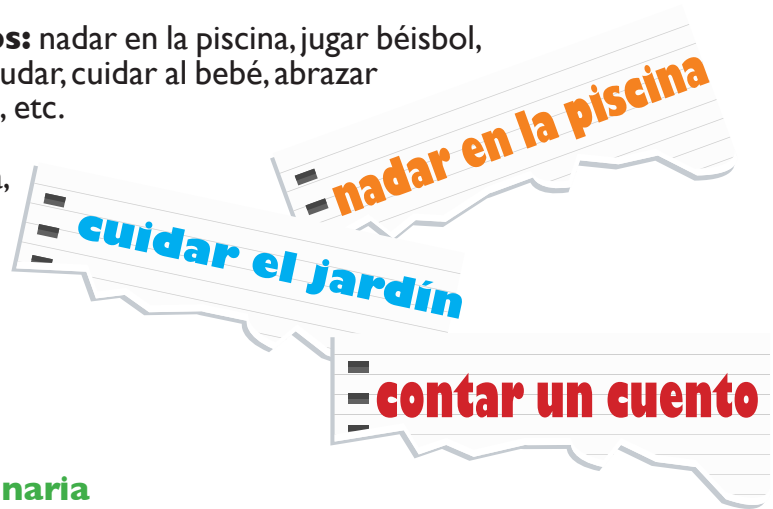 os: nadar en la piscina, jugar béisbol,
udar, cuidar al bebé, abrazar
, etc.
nadar en la piscina
a,
cuidar el jardín
contar un cuento
naria